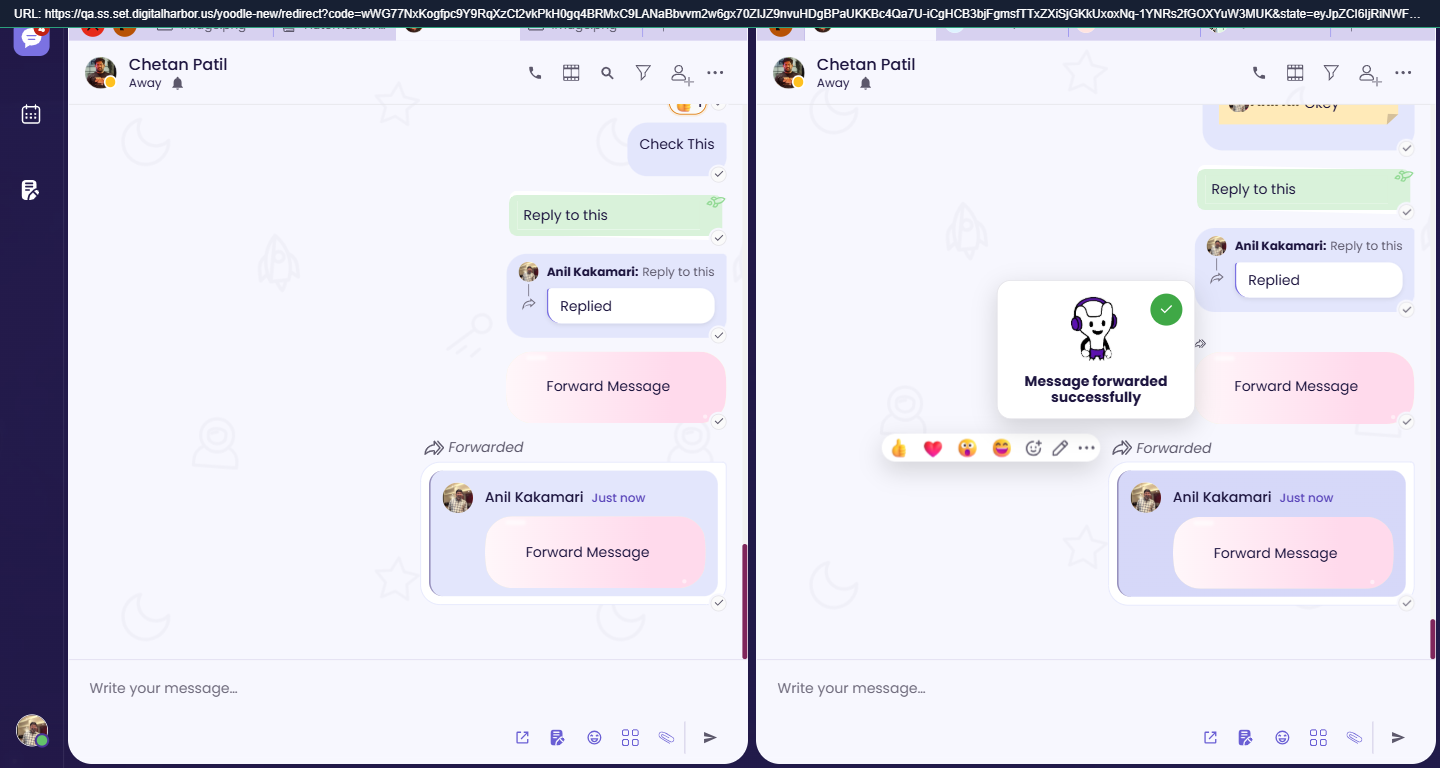 URL: https://qa.ss.set.digitalharbor.us/yoodle-new/redirect?code=wWG77NxKogfpc9Y9RqXzCt2vkPkH0gq4BRMxC9LANaBbvvm2w6gx70ZIJZ9nvuHDgBPaUKKBc4Qa7U-iCgHCB3bjFgmsfTTxZXiSjGKkUxoxNq-1YNRs2fGOXYuW3MUK&state=eyJpZCI6IjRiNWF...
Chetan Patil
Away
Check This
Reply to this
Anil Kakamari: Reply to this
Replied
Forward Message
Forwarded
Anil Kakamari Just now
Forward Message
Write your message...
Chetan Patil
Away
Okey
Reply to this
Anil Kakamari: Reply to this
Replied
Message forwarded
successfully
Forward Message
Forwarded
Anil Kakamari Just now
Forward Message
Write your message...